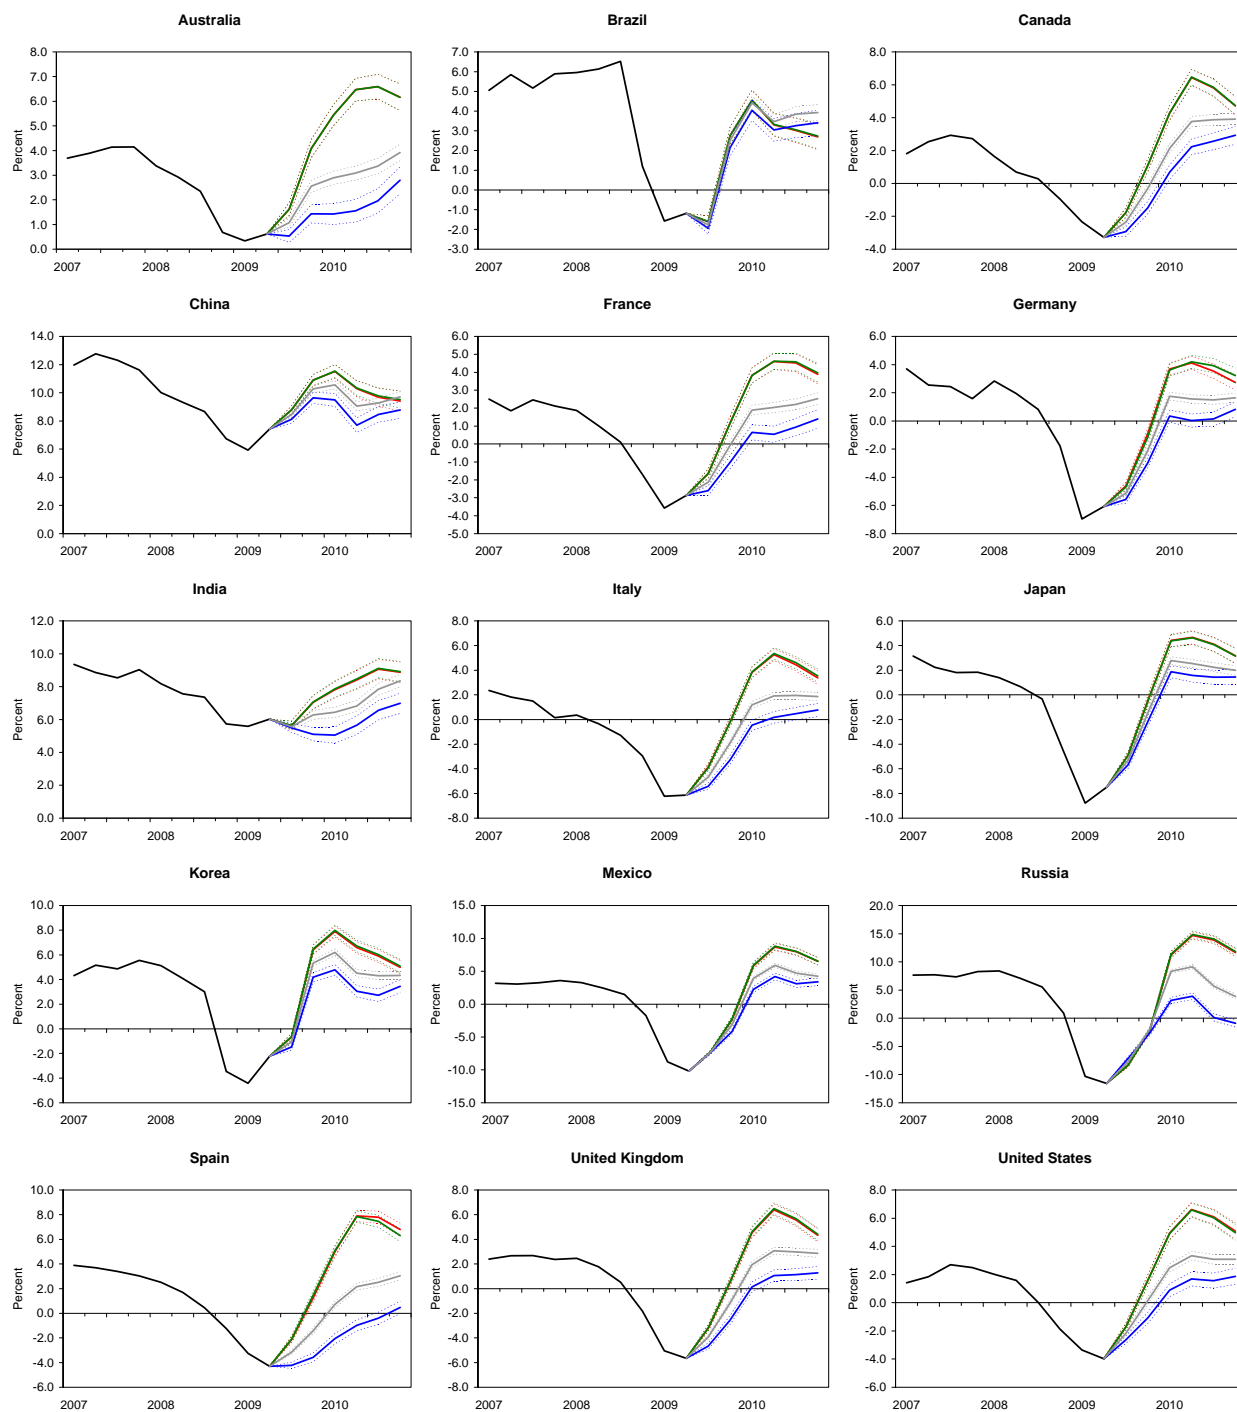 Australia
Brazil
Canada
8.0
7.0
6.0
5.0
4.0
3.0
2.0
1.0
0.0
Percent
2007 2008 2009 2010
7.0
6.0
5.0
4.0
3.0
2.0
1.0
0.0
-1.0
-2.0
-3.0
Percent
2007 2008 2009 2010
8.0
6.0
4.0
2.0
0.0
-2.0
-4.0
Percent
2007 2008 2009 2010
China
France
Germany
14.0
12.0
10.0
8.0
6.0
4.0
2.0
0.0
Percent
2007 2008 2009 2010
6.0
5.0
4.0
3.0
2.0
1.0
0.0
-1.0
-2.0
-3.0
-4.0
-5.0
Percent
2007 2008 2009 2010
6.0
4.0
2.0
0.0
-2.0
-4.0
-6.0
-8.0
Percent
2007 2008 2009 2010
India
Italy
Japan
12.0
10.0
8.0
6.0
4.0
2.0
0.0
Percent
2007 2008 2009 2010
8.0
6.0
4.0
2.0
0.0
-2.0
-4.0
-6.0
-8.0
Percent
2007 2008 2009 2010
6.0
4.0
2.0
0.0
-2.0
-4.0
-6.0
-8.0
-10.0
Percent
2007 2008 2009 2010
Korea
Mexico
Russia
10.0
8.0
6.0
4.0
2.0
0.0
-2.0
-4.0
-6.0
Percent
2007 2008 2009 2010
15.0
10.0
5.0
0.0
-5.0
-10.0
-15.0
Percent
2007 2008 2009 2010
20.0
15.0
10.0
5.0
0.0
-5.0
-10.0
-15.0
Percent
2007 2008 2009 2010
Spain
United Kingdom
United States
10.0
8.0
6.0
4.0
2.0
0.0
-2.0
-4.0
-6.0
Percent
2007 2008 2009 2010
8.0
6.0
4.0
2.0
0.0
-2.0
-4.0
-6.0
-8.0
Percent
2007 2008 2009 2010
8.0
6.0
4.0
2.0
0.0
-2.0
-4.0
-6.0
Percent
2007 2008 2009 2010